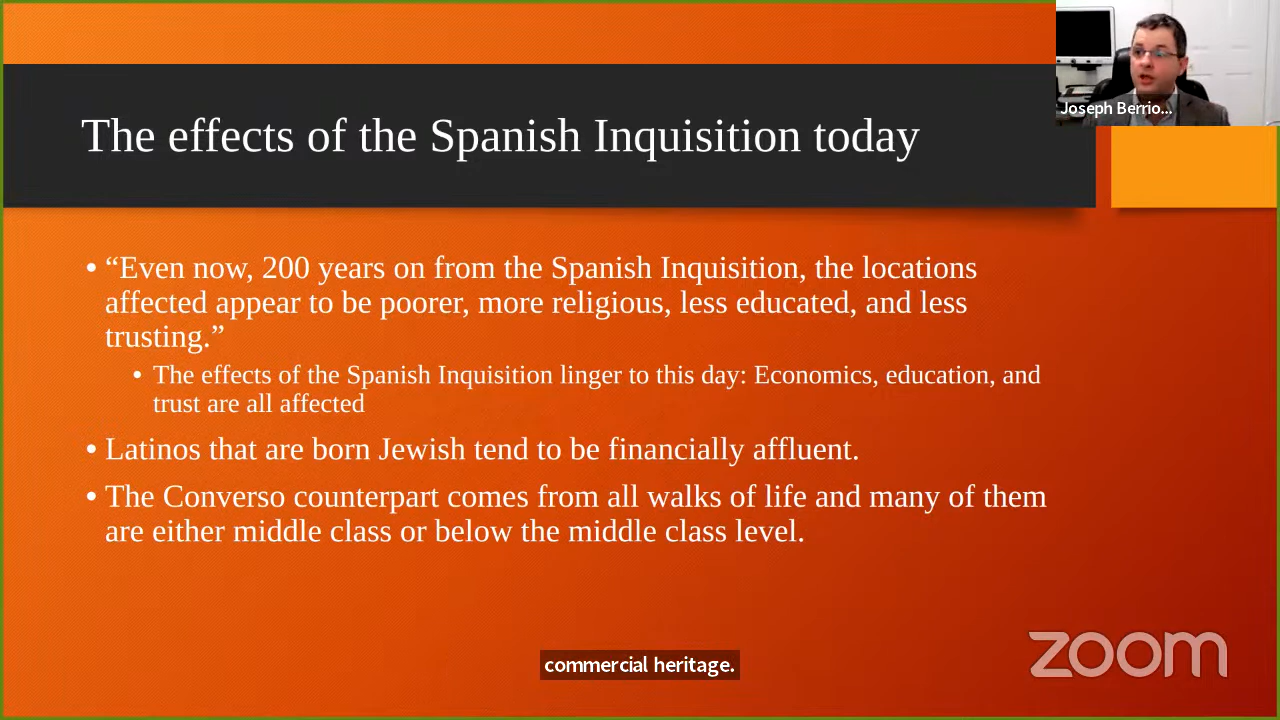 Joseph Berrio...
The effects of the Spanish Inquisition today
• “Even now, 200 years on from the Spanish Inquisition, the locations
affected appear to be poorer, more religious, less educated, and less
trusting.”
• The effects of the Spanish Inquisition linger to this day: Economics, education, and
trust are all affected
• Latinos that are born Jewish tend to be financially affluent.
• The Converso counterpart comes from all walks of life and many of them
are either middle class or below the middle class level.
commercial heritage.
zoom